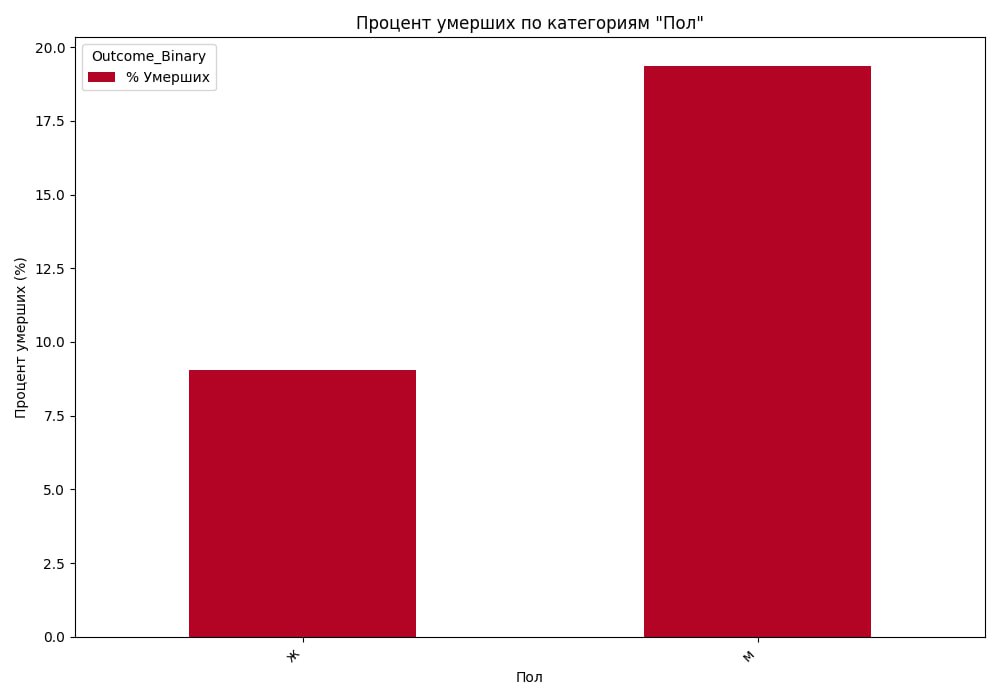 Процент умерших по категориям "Пол"
Outcome_Binary
% Умерших
Процент умерших (%)
20.0
17.5
15.0
12.5
10.0
7.5
5.0
2.5
0.0
Ж
М
Пол